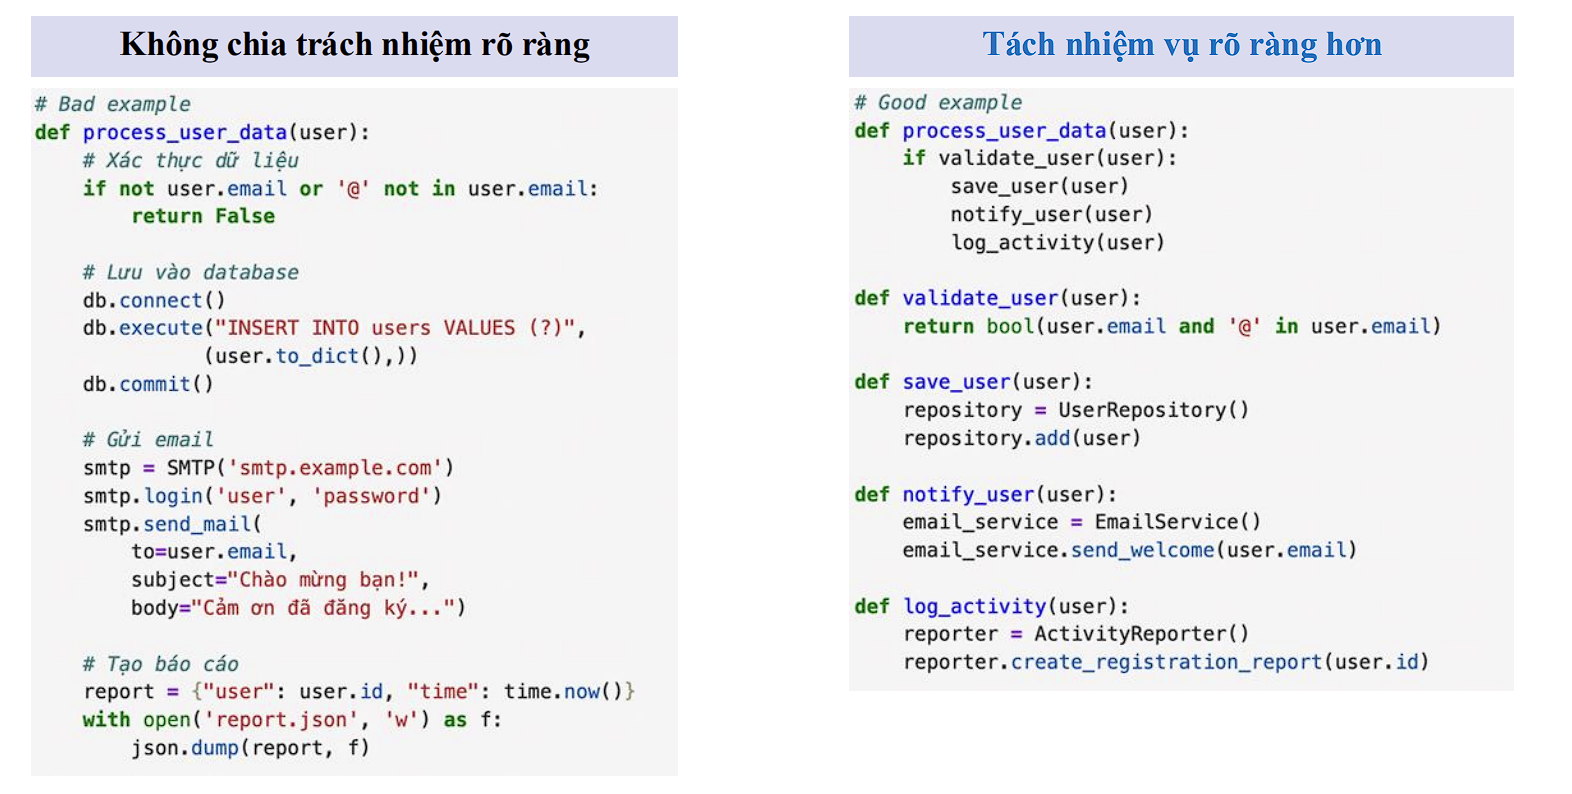 Không chia trách nhiệm rõ ràng
# Bad example
def process_user_data(user):
    # Xác thực dữ liệu
    if not user.email or '@' not in user.email:
        return False

    # Lưu vào database
    db.connect()
    db.execute("INSERT INTO users VALUES (?)",
              (user.to_dict(),))
    db.commit()

    # Gửi email
    smtp = SMTP('smtp.example.com')
    smtp.login('user', 'password')
    smtp.send_mail(
        to=user.email,
        subject="Chào mừng bạn!",
        body="Cảm ơn đã đăng ký...")

    # Tạo báo cáo
    report = {"user": user.id, "time": time.now()}
    with open('report.json', 'w') as f:
        json.dump(report, f)
Tách nhiệm vụ rõ ràng hơn
# Good example
def process_user_data(user):
    if validate_user(user):
        save_user(user)
        notify_user(user)
        log_activity(user)

def validate_user(user):
    return bool(user.email and '@' in user.email)

def save_user(user):
    repository = UserRepository()
    repository.add(user)

def notify_user(user):
    email_service = EmailService()
    email_service.send_welcome(user.email)

def log_activity(user):
    reporter = ActivityReporter()
    reporter.create_registration_report(user.id)